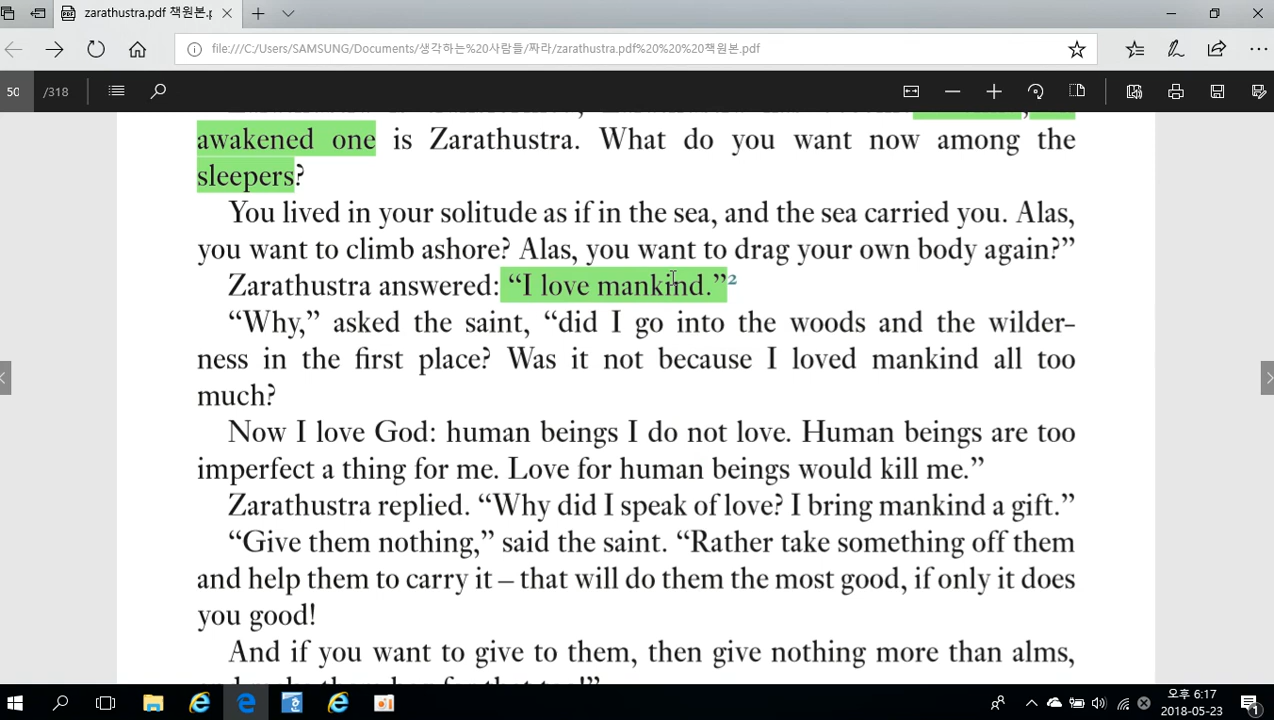 zarathustra.pdf 책원본.p
file:///C:/Users/SAMSUNG/Documents/생각하는%20사람들/짜라/zarathustra.pdf%20%20%20책원본.pdf
50 /318
awakened one is Zarathustra. What do you want now among the
sleepers?
You lived in your solitude as if in the sea, and the sea carried you. Alas,
you want to climb ashore? Alas, you want to drag your own body again?”
Zarathustra answered: “I love mankind.”2
“Why,” asked the saint, “did I go into the woods and the wilder-
ness in the first place? Was it not because I loved mankind all too
much?
Now I love God: human beings I do not love. Human beings are too
imperfect a thing for me. Love for human beings would kill me.”
Zarathustra replied. “Why did I speak of love? I bring mankind a gift.”
“Give them nothing,” said the saint. “Rather take something off them
and help them to carry it – that will do them the most good, if only it does
you good!
And if you want to give to them, then give nothing more than alms,
오후 6:17
2018-05-23
1